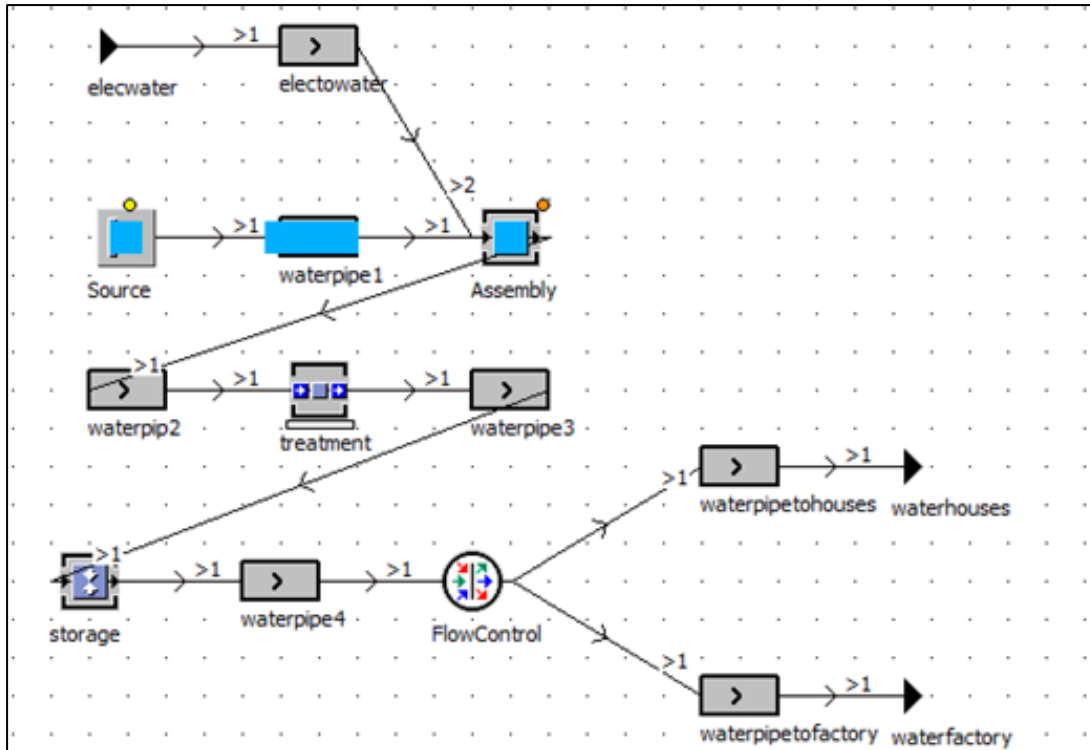 >1
elecwater
electowater
>2
>1
>1
Source
waterpipe1
Assembly
>1
>1
>1
waterpip2
treatment
waterpipe3
>1
>1
waterpipetohouses
waterhouses
>1
>1
>1
storage
waterpipe4
FlowControl
>1
>1
waterpipetofactory
waterfactory